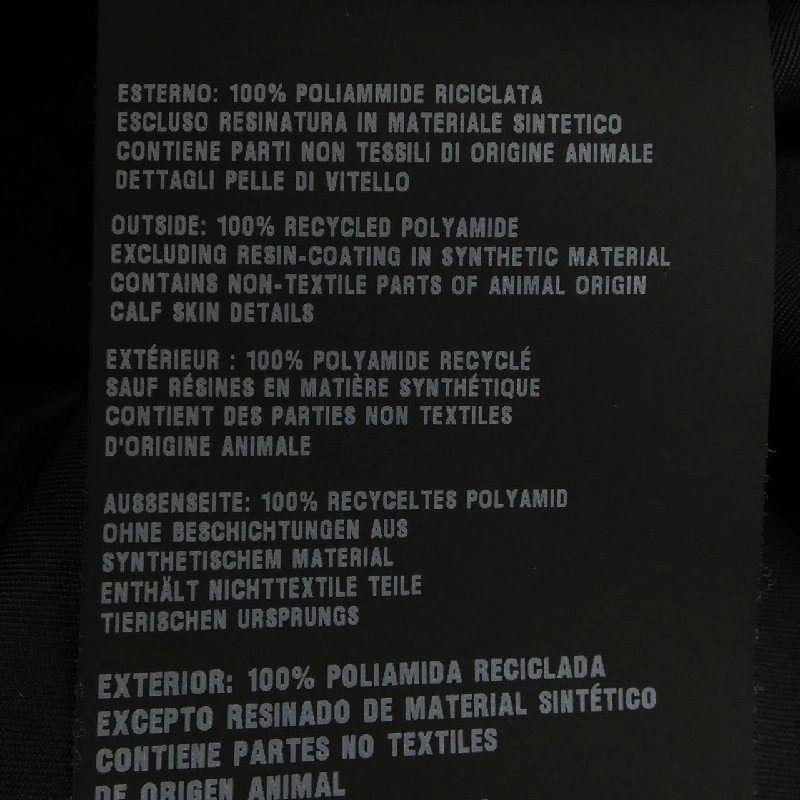 ESTERNO: 100% POLIAMMIDE RICICLATA
ESCLUSO RESINATURA IN MATERIALE SINTETICO
CONTIENE PARTI NON TESSILI DI ORIGINE ANIMALE
DETTAGLI PELLE DI VITELLO
OUTSIDE: 100% RECYCLED POLYAMIDE
EXCLUDING RESIN-COATING IN SYNTHETIC MATERIAL
CONTAINS NON-TEXTILE PARTS OF ANIMAL ORIGIN
CALF SKIN DETAILS
EXTÉRIEUR : 100% POLYAMIDE RECYCLÉ
SAUF RÉSINES EN MATIÈRE SYNTHÉTIQUE
CONTIENT DES PARTIES NON TEXTILES
D'ORIGINE ANIMALE
AUSSENSEITE: 100% RECYCELTES POLYAMID
OHNE BESCHICHTUNGEN AUS
SYNTHETISCHEM MATERIAL
ENTHÄLT NICHTTEXTILE TEILE
TIERISCHEN URSPRUNGS
EXTERIOR: 100% POLIAMIDA RECICLADA
EXCEPTO RESINADO DE MATERIAL SINTÉTICO
CONTIENE PARTES NO TEXTILES
DE ORIGEN ANIMAL